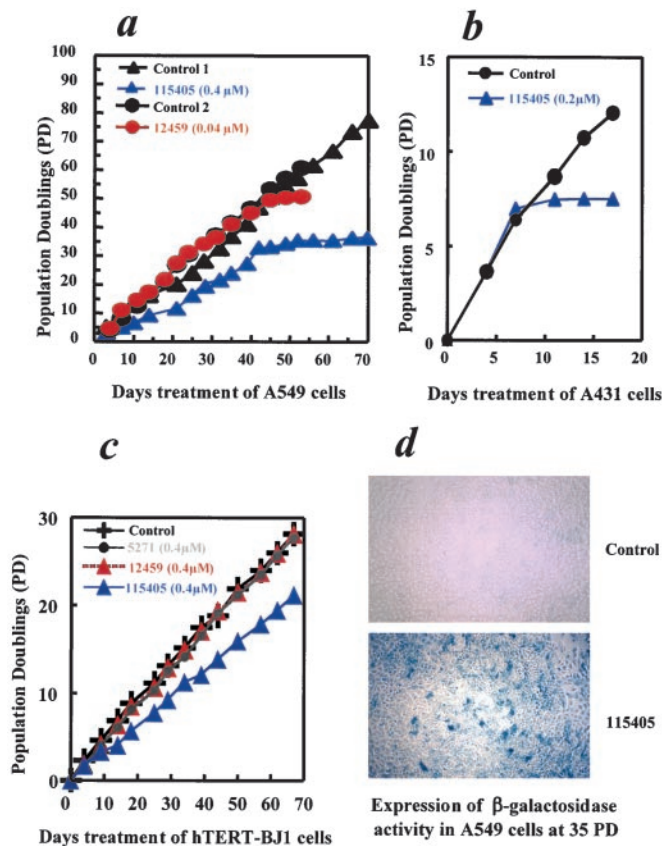 a
Population Doublings (PD)
100
90
80
70
60
50
40
30
20
10
0
Control 1
115405 (0.4 µM)
Control 2
12459 (0.04 µM)
0 10 20 30 40 50 60 70
Days treatment of A549 cells
b
Population Doublings (PD)
15
10
5
0
Control
115405 (0.2µM)
0 5 10 15 20
Days treatment of A431 cells
c
Population Doublings (PD)
30
20
10
0
Control
5271 (0.4µM)
12459 (0.4µM)
115405 (0.4µM)
0 10 20 30 40 50 60 70
Days treatment of hTERT-BJ1 cells
d
Control
115405
Expression of β-galactosidase
activity in A549 cells at 35 PD